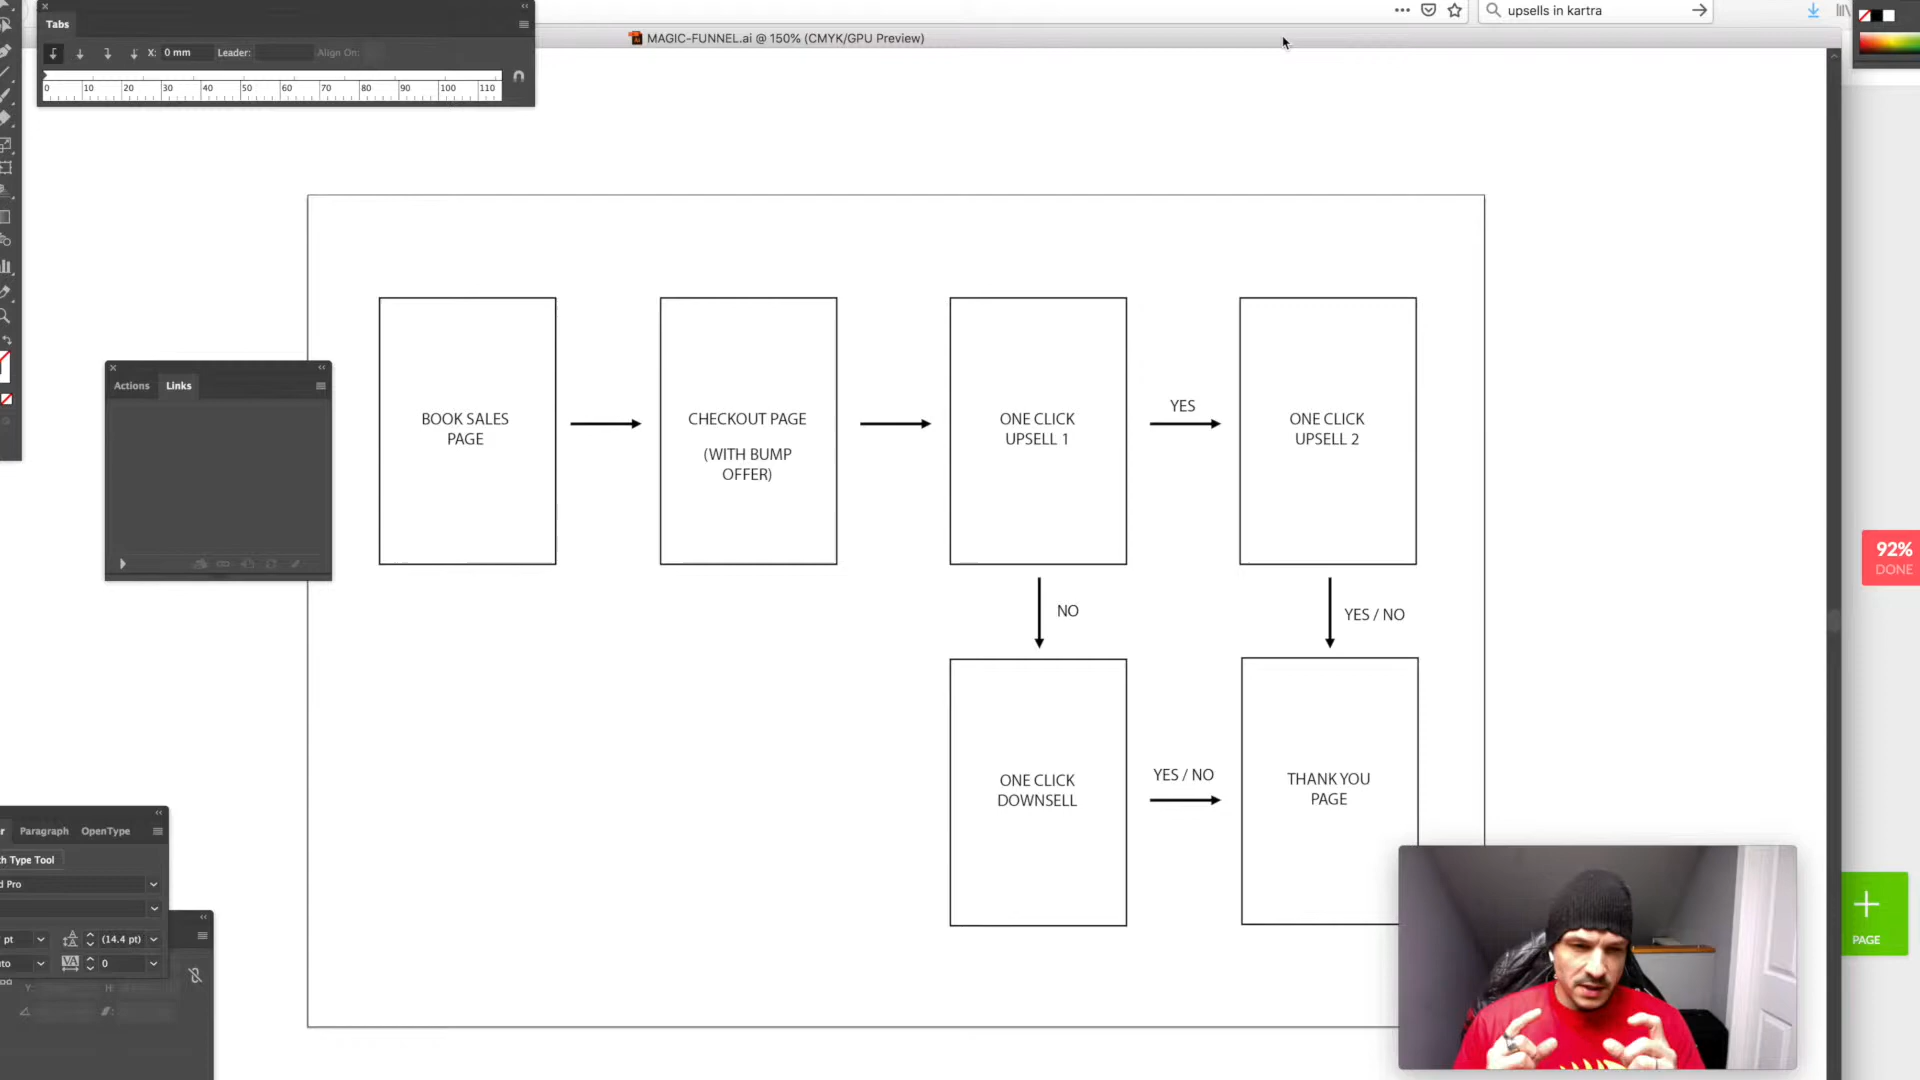 Tabs
X: 0 mm Leader: Align On:
0 10 20 30 40 50 60 70 80 90 100 110
upsells in kartra
MAGIC-FUNNEL.ai @ 150% (CMYK/GPU Preview)
Actions Links
BOOK SALES
PAGE
CHECKOUT PAGE
(WITH BUMP
OFFER)
ONE CLICK
UPSELL 1
YES
ONE CLICK
UPSELL 2
NO
YES / NO
ONE CLICK
DOWNSELL
YES / NO
THANK YOU
PAGE
92%
DONE
PAGE
r Paragraph OpenType
h Type Tool
d Pro
pt (14.4 pt)
to VA 0
Y: H: